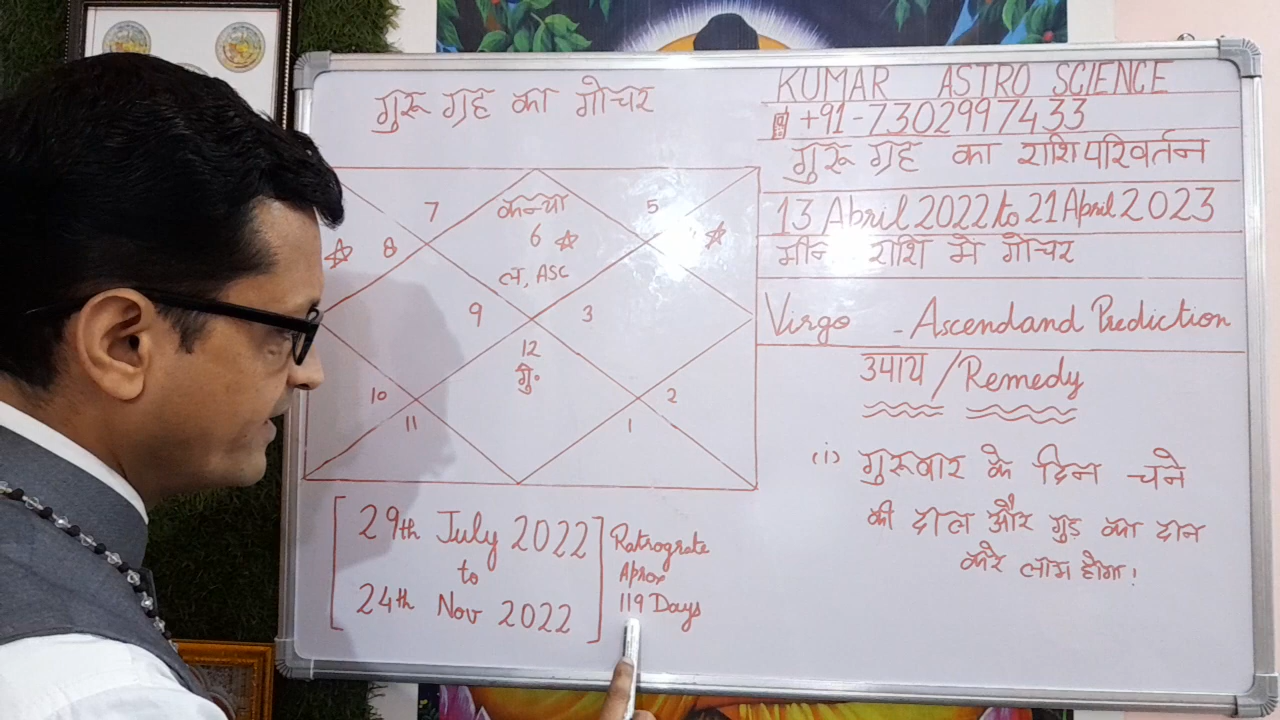 गुरू ग्रह का गोचर
7
कन्या
5
8
6
ल, ASC
9
3
12
गु॰
10
2
11
1
29th July 2022
to
24th Nov 2022
Ratrograte
Aprox
119 Days
KUMAR ASTRO SCIENCE
+91-7302997433
गुरू ग्रह का राशि परिवर्तन
13 Abril 2022 to 21 April 2023
मीन राशि मे गोचर
Virgo - Ascendand Prediction
उपाय / Remedy
(i) गुरूवार के दिन चने
की दाल और गुड़ का दान
करे लाभ होगा!